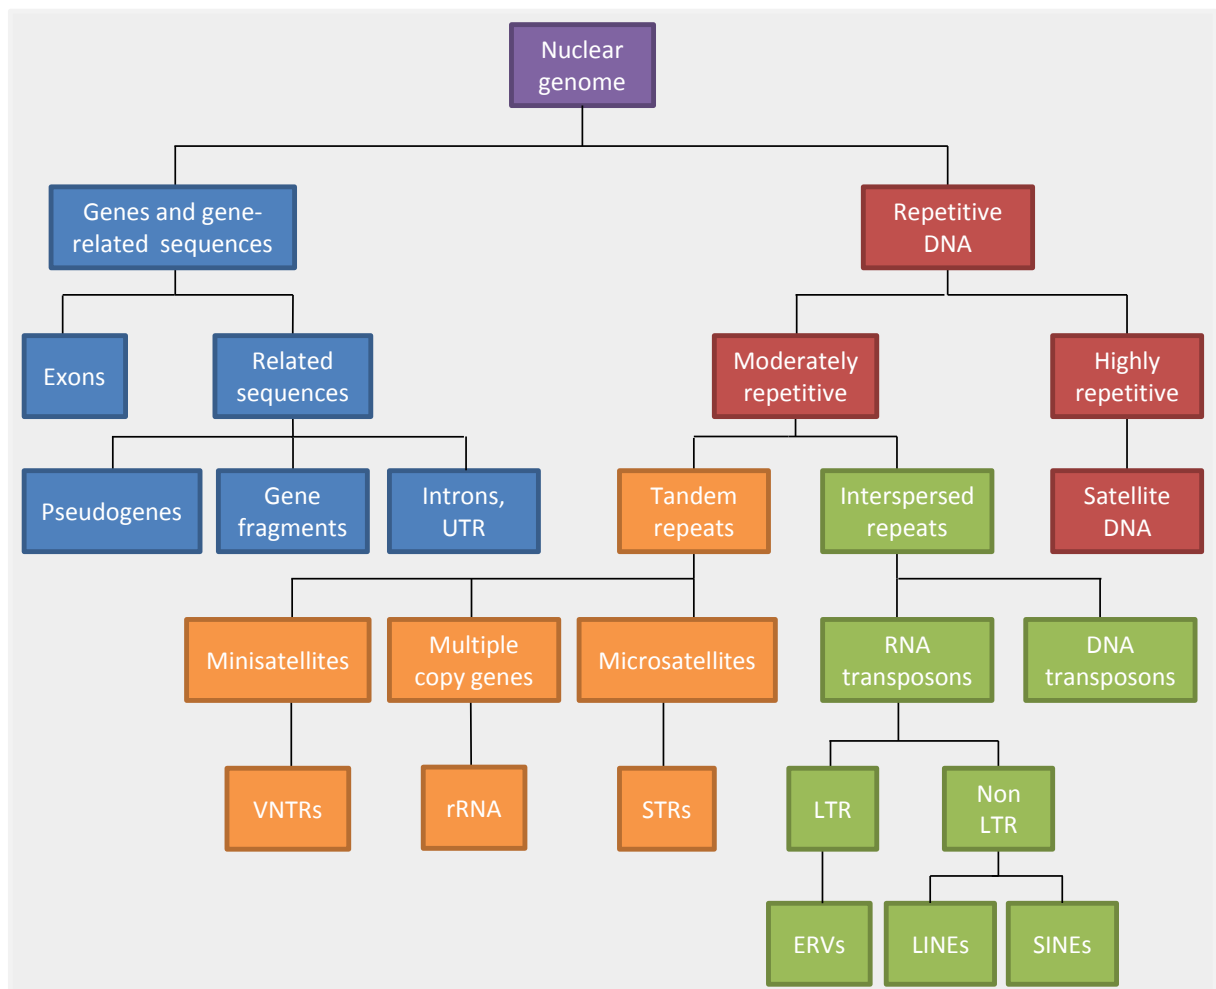 Nuclear
genome
Genes and gene-
related sequences
Repetitive
DNA
Exons
Related
sequences
Moderately
repetitive
Highly
repetitive
Pseudogenes
Gene
fragments
Introns,
UTR
Tandem
repeats
Interspersed
repeats
Satellite
DNA
Minisatellites
Multiple
copy genes
Microsatellites
RNA
transposons
DNA
transposons
VNTRs
rRNA
STRs
LTR
Non
LTR
ERVs
LINEs
SINEs